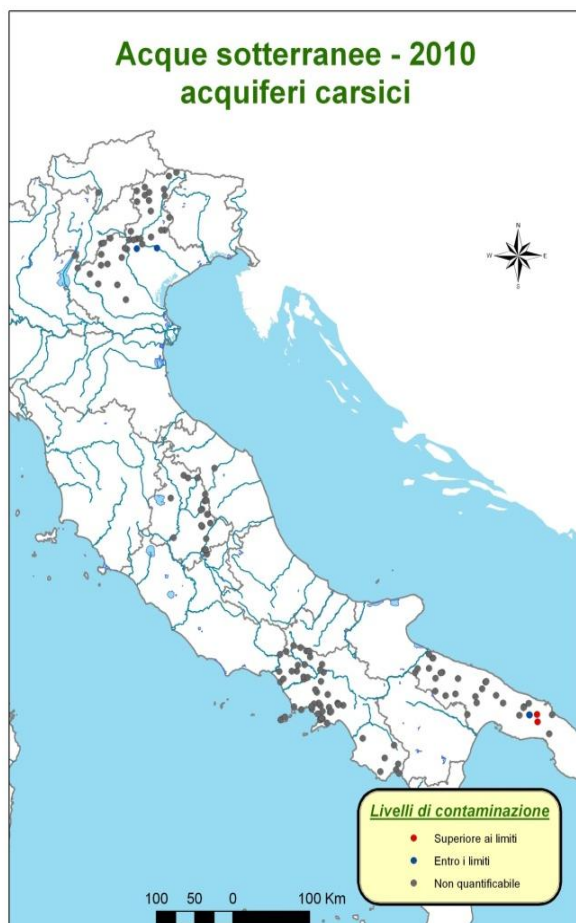 Acque sotterranee - 2010
acquiferi carsici
N
W E
S
Livelli di contaminazione
Superiore ai limiti
Entro i limiti
Non quantificabile
100 50 0 100 Km